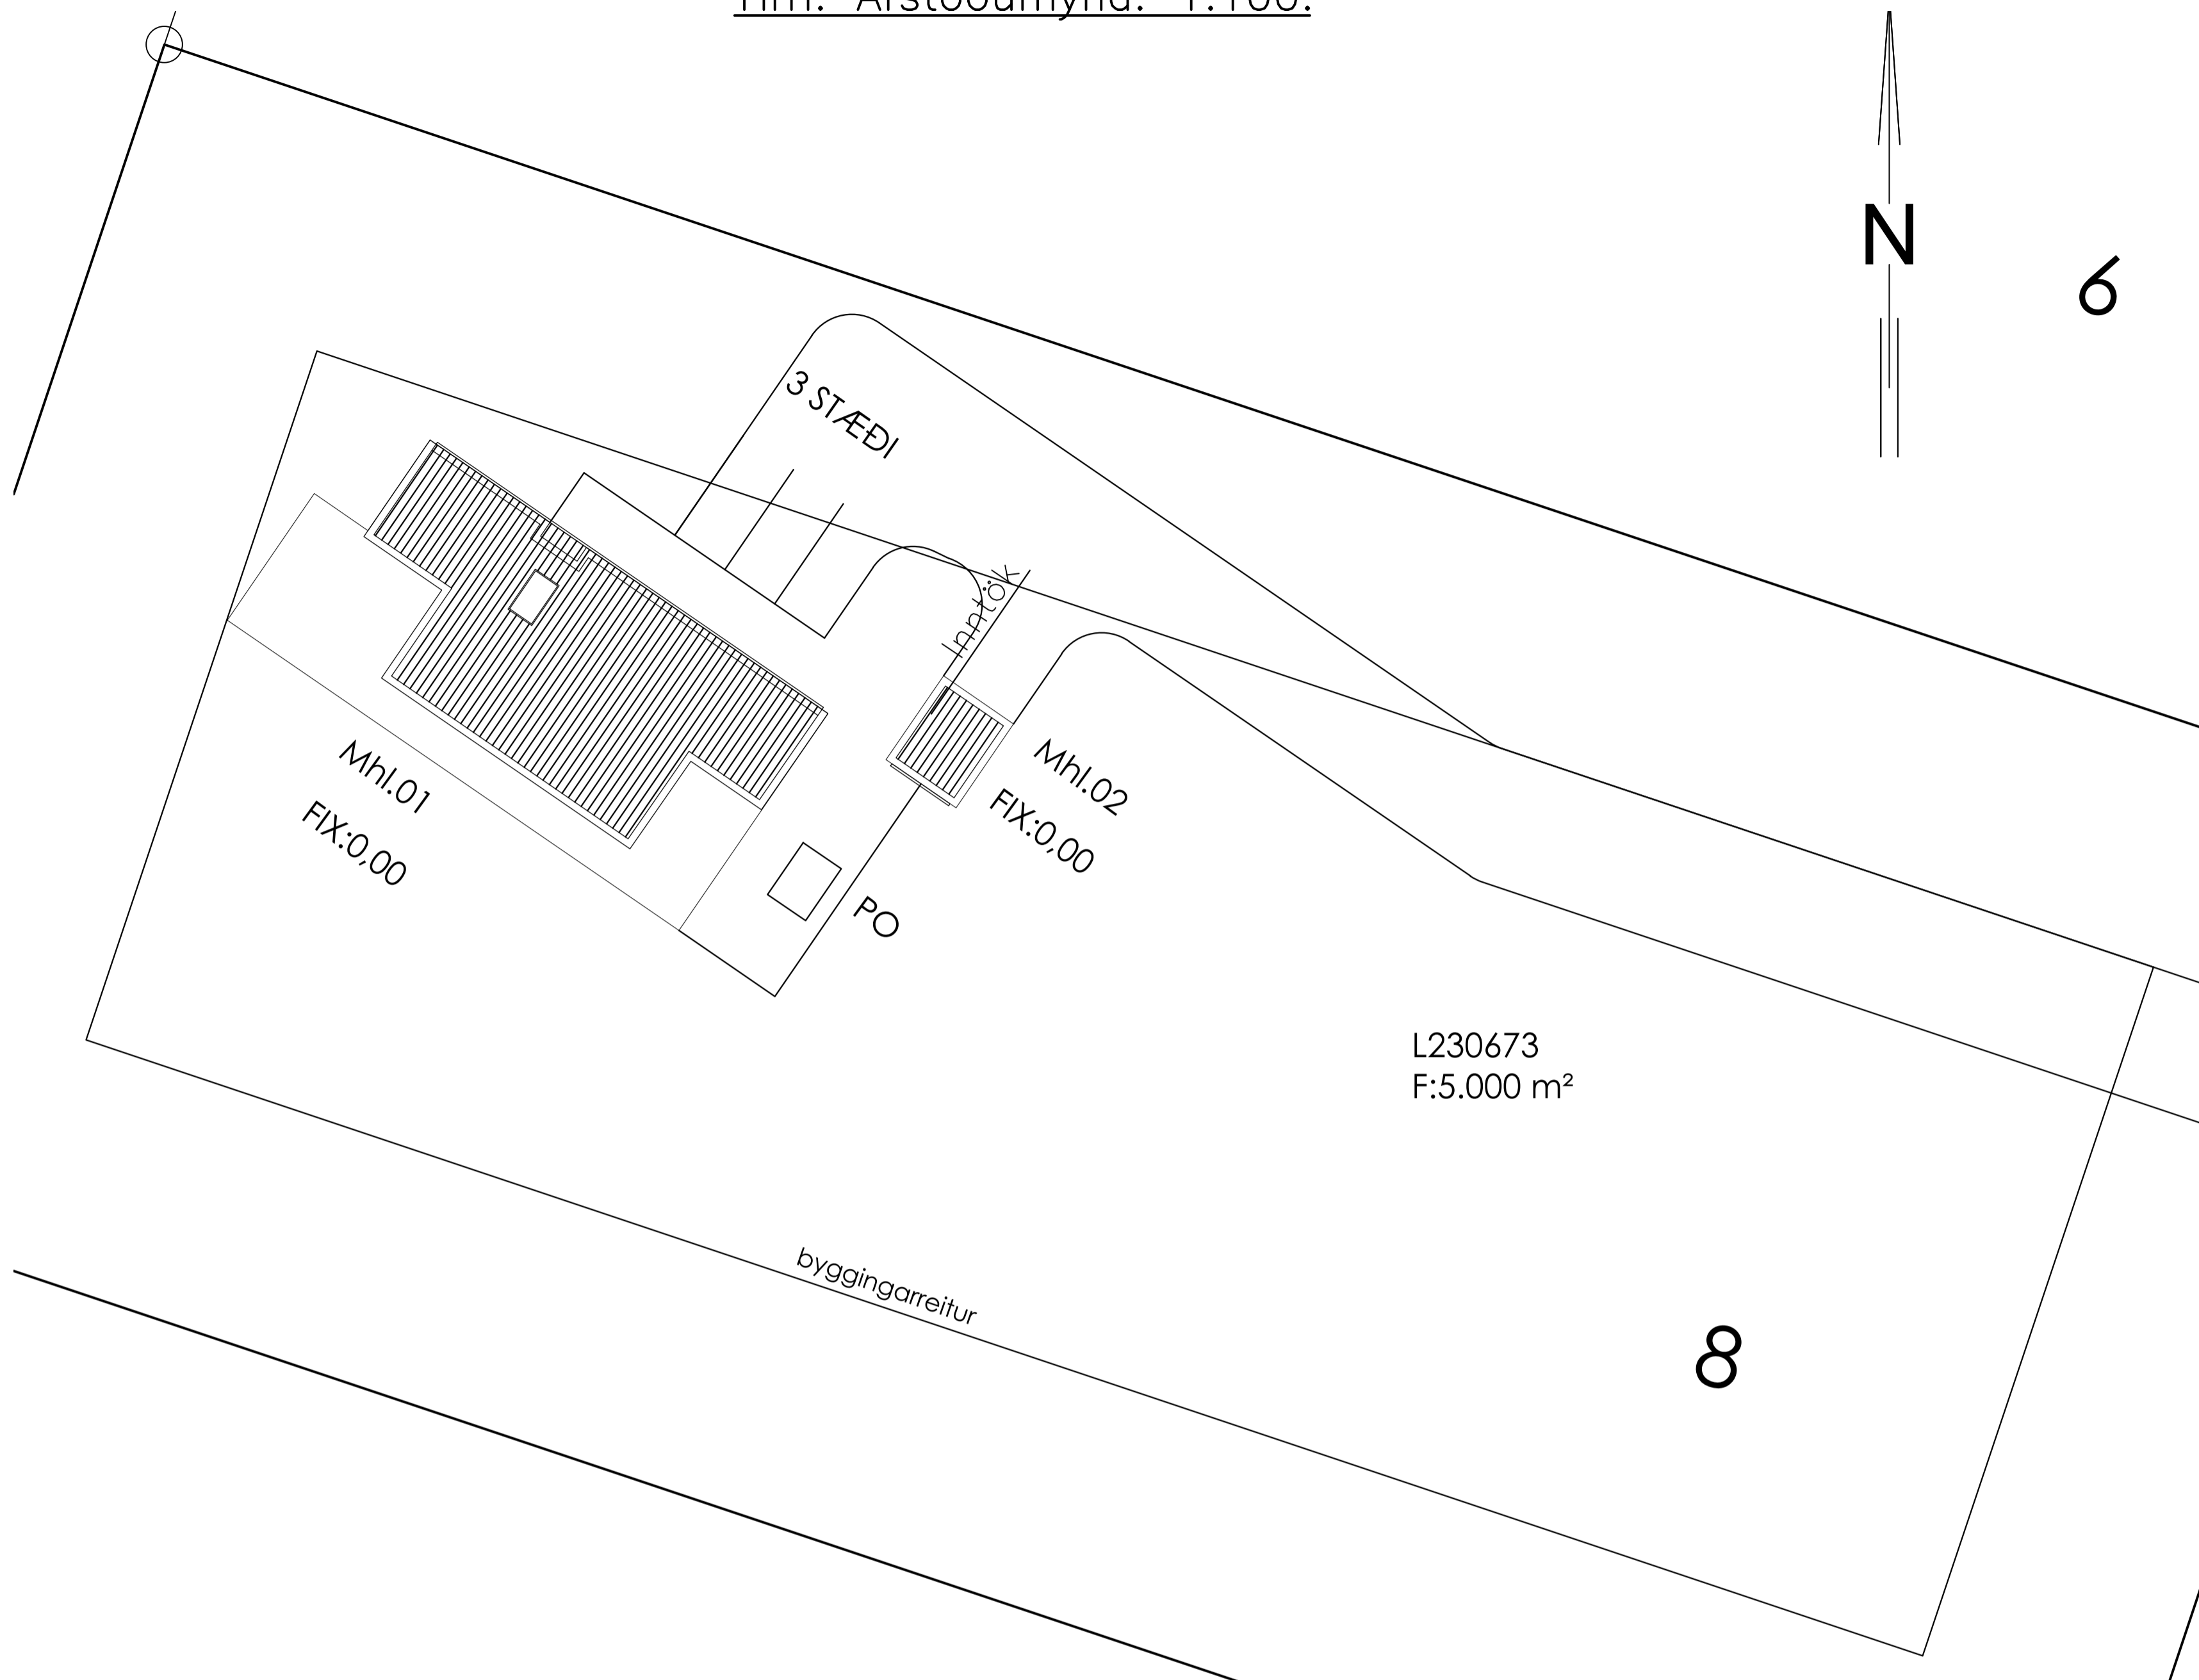 N
6
3 STÆÐI
Inntök
Mhl.01
FIX:0,00
Mhl.02
FIX:0,00
PO
L230673
F:5.000 m²
byggingarreitur
8